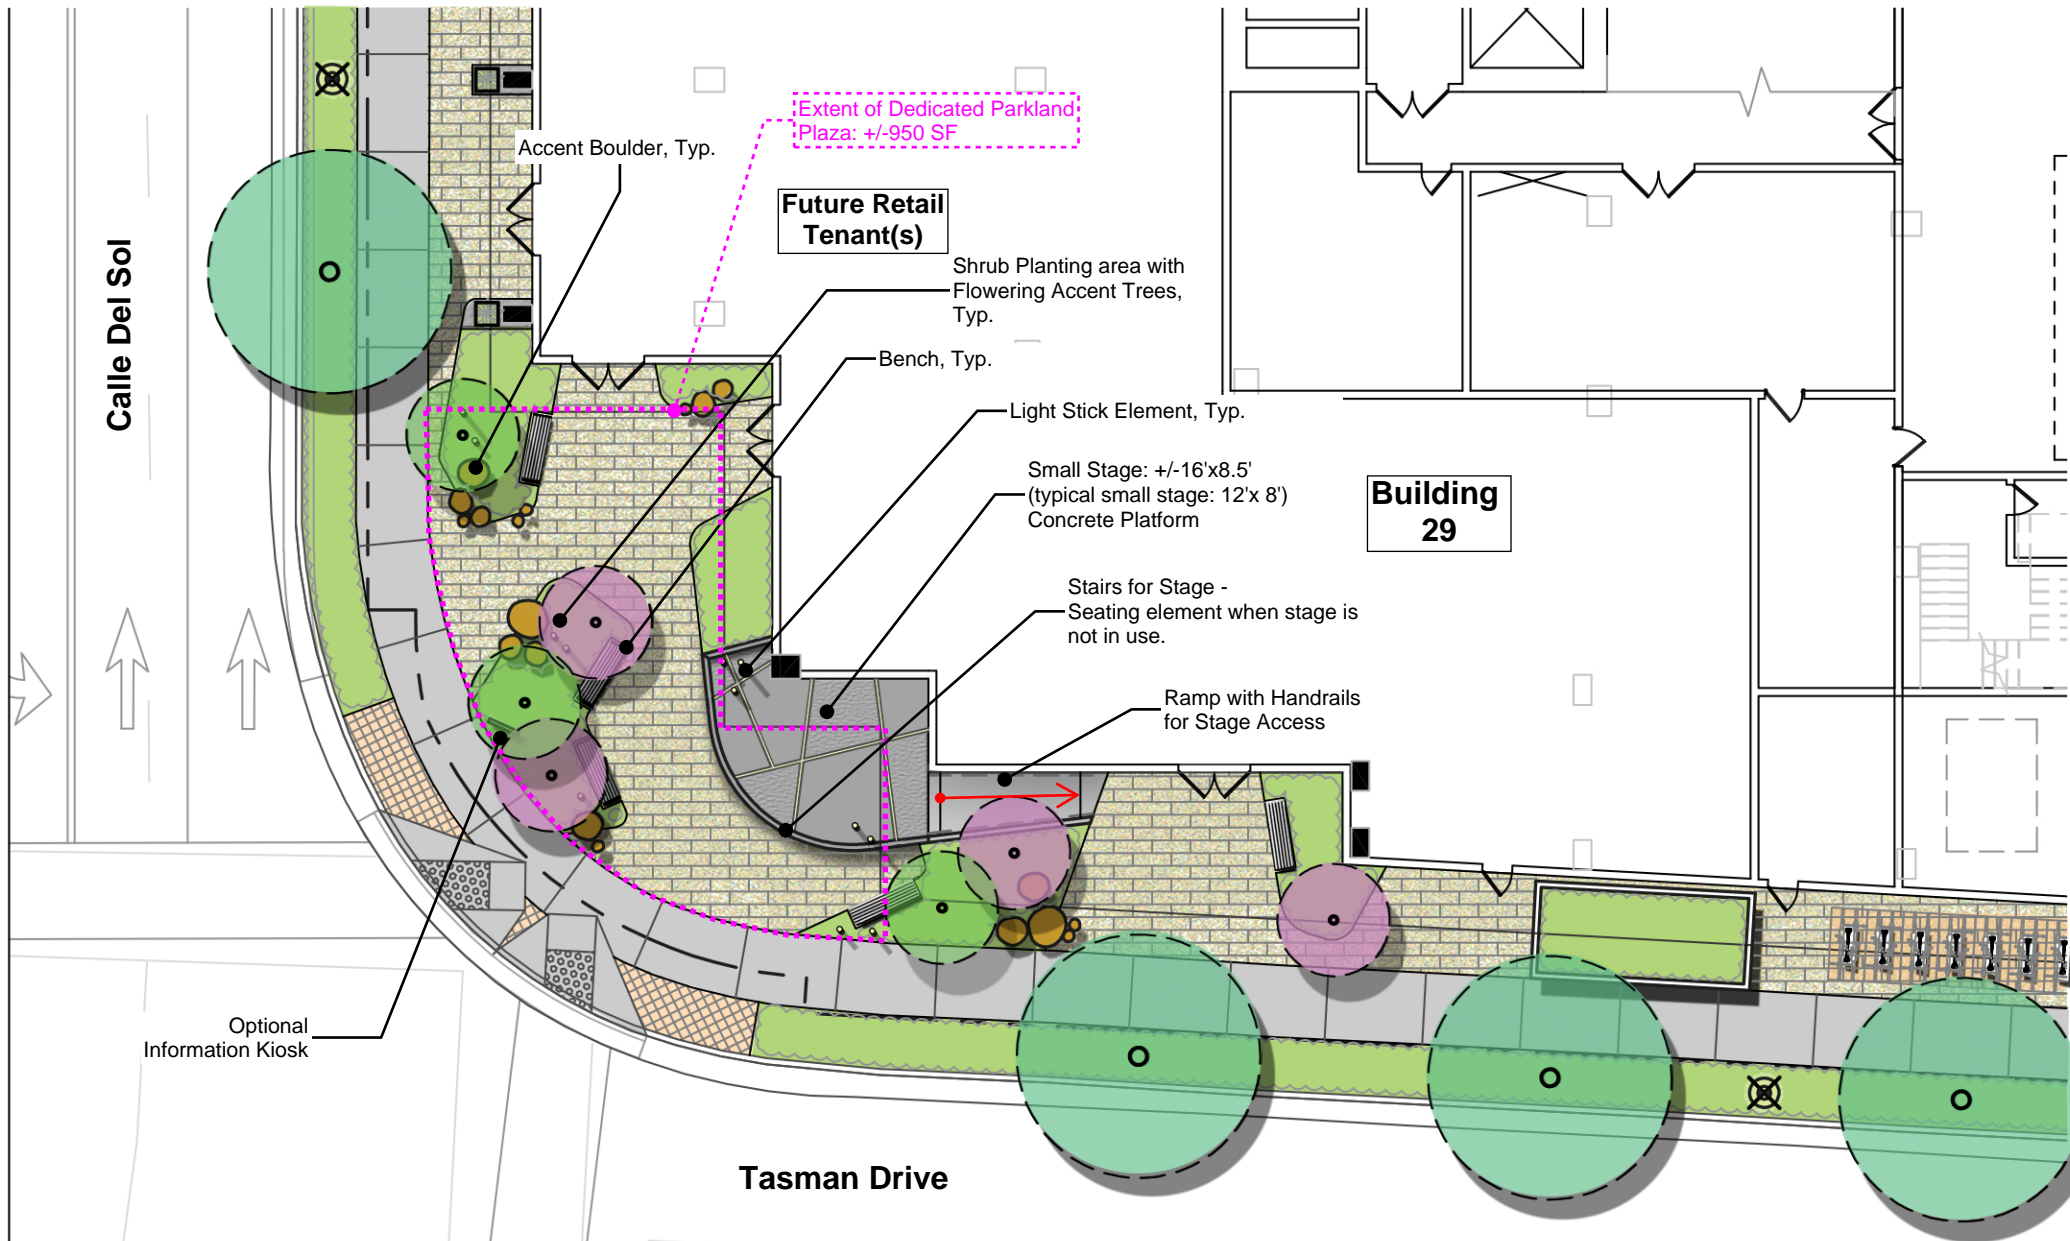 Extent of Dedicated Parkland
Plaza: +/-950 SF
Accent Boulder, Typ.
Future Retail
Tenant(s)
Shrub Planting area with
Flowering Accent Trees,
Typ.
Bench, Typ.
Light Stick Element, Typ.
Small Stage: +/-16'x8.5'
(typical small stage: 12'x 8')
Concrete Platform
Building
29
Stairs for Stage -
Seating element when stage is
not in use.
Ramp with Handrails
for Stage Access
Calle Del Sol
Optional
Information Kiosk
Tasman Drive